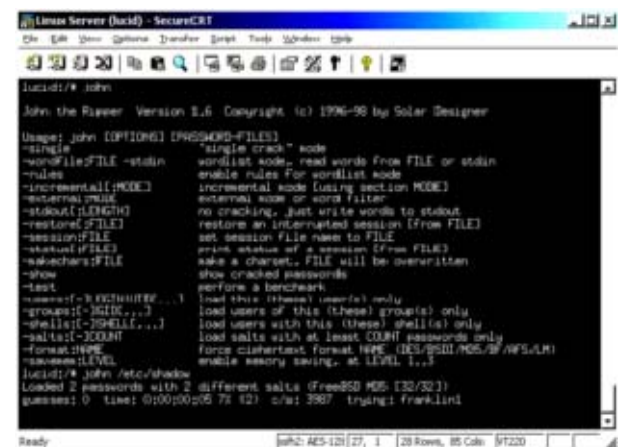 Linux Server (lucid) - SecureCRT
File Edit View Options Transfer Script Tools Window Help
lucid:/# john
John the Ripper Version 1.6 Copyright (c) 1996-98 by Solar Designer
Usage: john [OPTIONS] [PASSWORD-FILES]
-single "single crack" mode
-wordfile:FILE -stdin wordlist mode, read words from FILE or stdin
-rules enable rules for wordlist mode
-incremental[:MODE] incremental mode [using section MODE]
-external:MODE external mode or word filter
-stdout[:LENGTH] no cracking, just write words to stdout
-restore[:FILE] restore an interrupted session [from FILE]
-session:FILE set session file name to FILE
-status[:FILE] print status of a session [from FILE]
-makechars:FILE make a charset, FILE will be overwritten
-show show cracked passwords
-test perform a benchmark
-users:[-]LOGIN|UID[,..] load this (these) user(s) only
-groups:[-]GID[,..] load users of this (these) group(s) only
-shells:[-]SHELL[,..] load users with this (these) shell(s) only
-salts:[-]COUNT load salts with at least COUNT passwords only
-format:NAME force ciphertext format NAME (DES/BSDI/MD5/BF/AFS/LM)
-savemem:LEVEL enable memory saving, at LEVEL 1..3
lucid:/# john /etc/shadow
Loaded 2 passwords with 2 different salts (FreeBSD MD5 [32/32])
guesses: 0 time: 0:00:00:05 7% (2) c/s: 3987 trying: franklin1
Ready ssh2: AES-128 27, 1 28 Rows, 85 Cols VT220